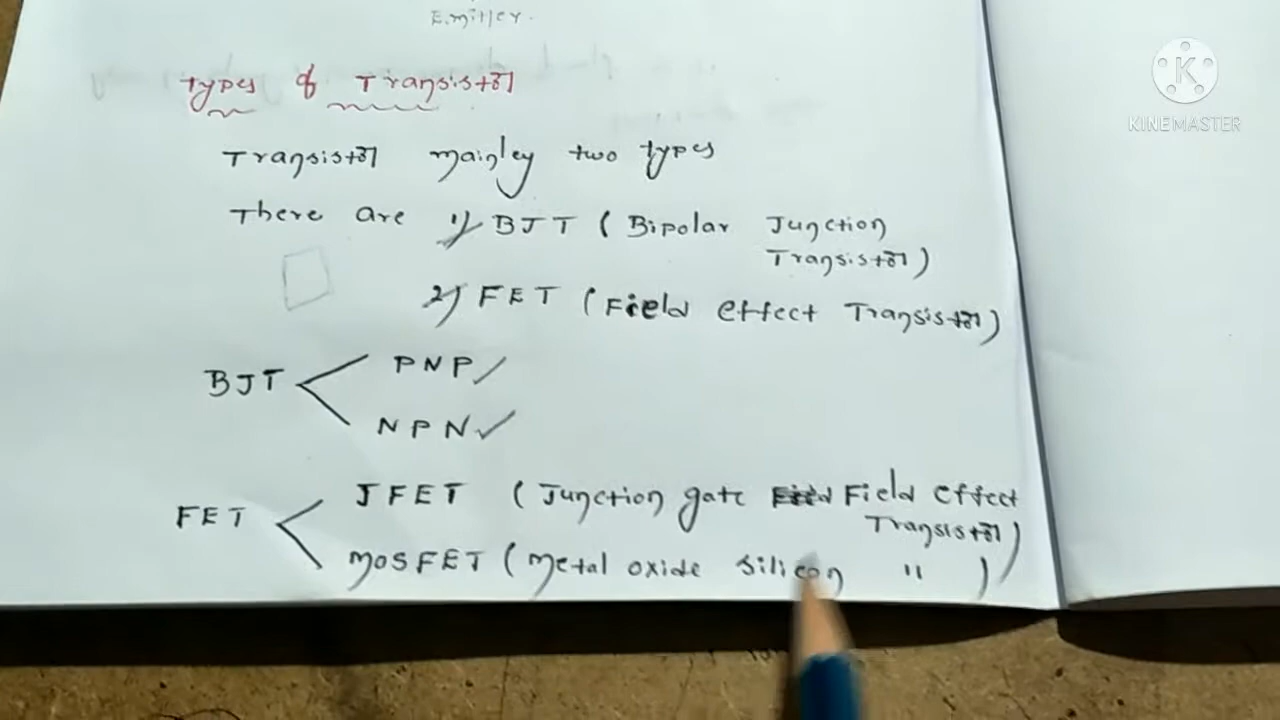 Emitter.
Types of Transistor
Transistor mainley two types
There are 1) BJT ( Bipolar Junction
Transistor)
2) FET ( Field effect Transistor)
BJT
PNP ✓
NPN ✓
FET
JFET ( Junction gate Field Effect
Transistor)
MOSFET ( Metal oxide silicon " )
KINEMASTER